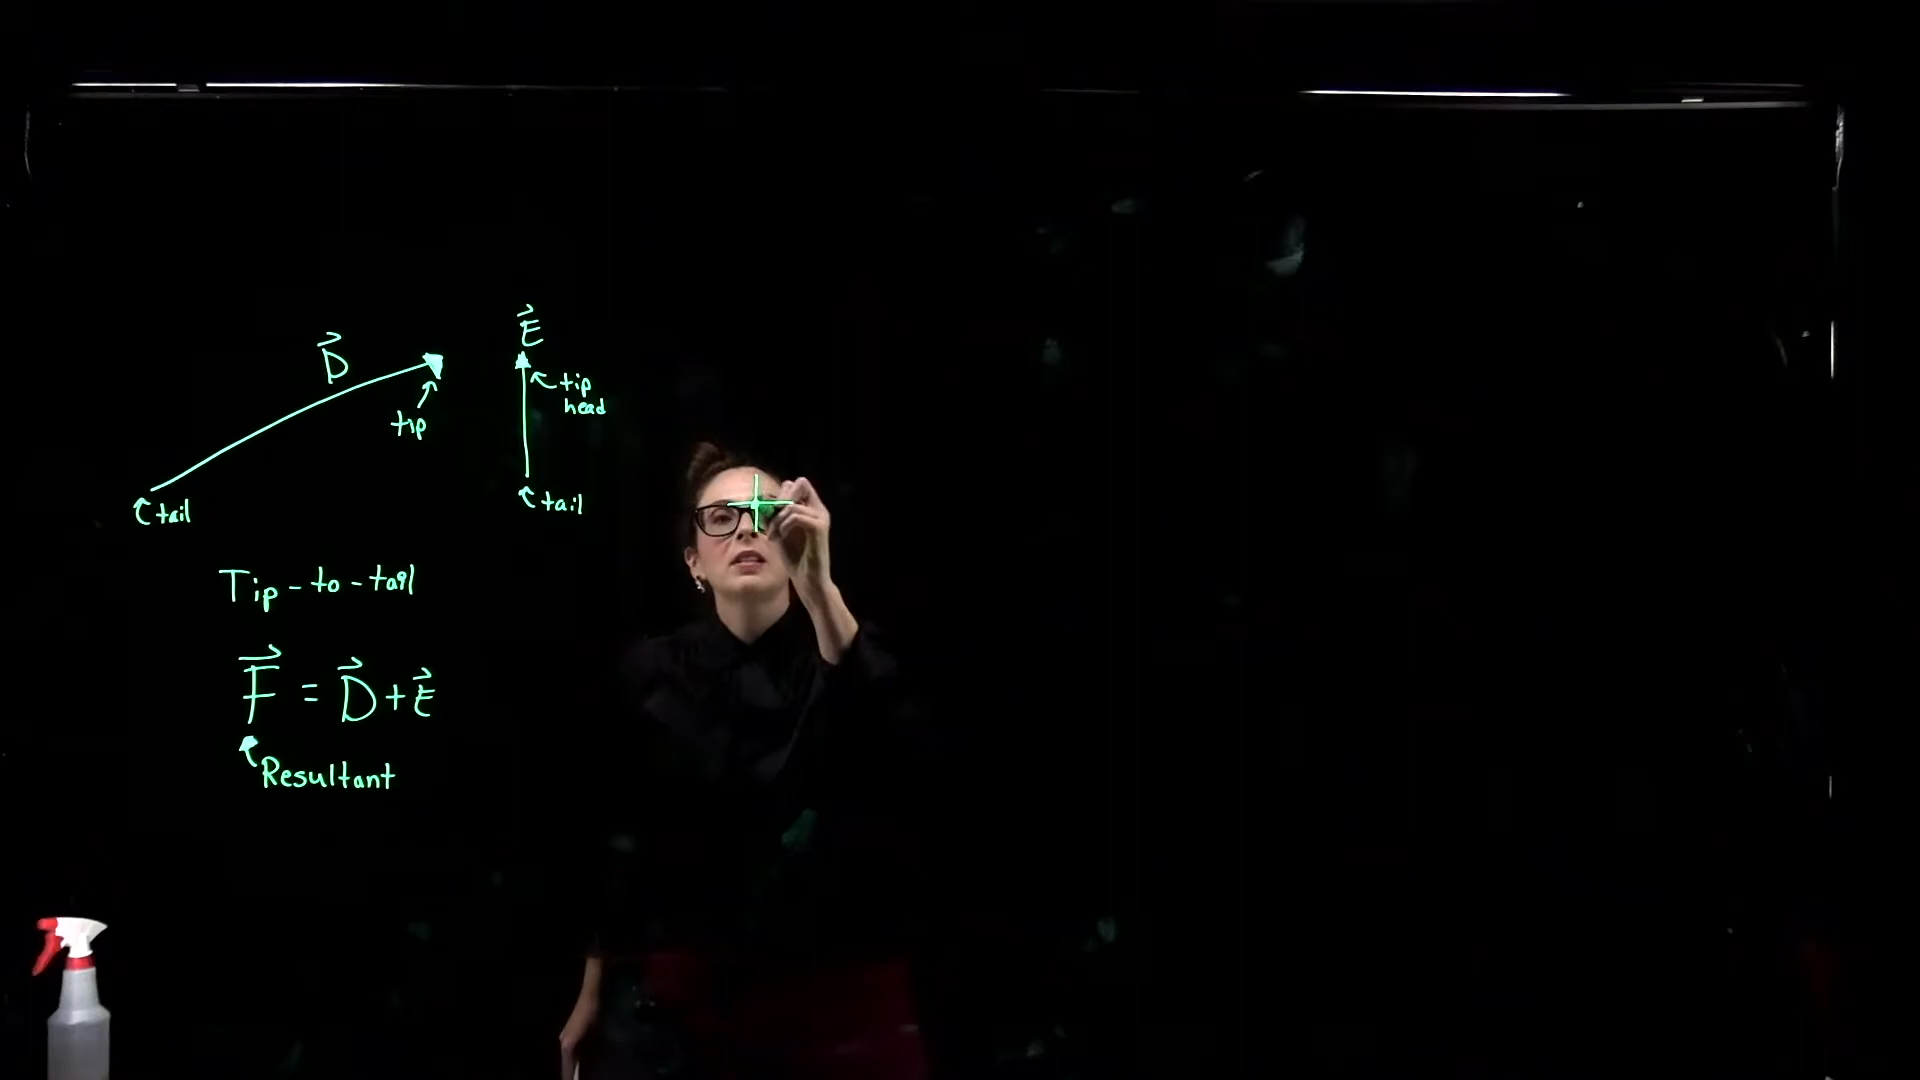 D⃗
E⃗
tip
head
tip
tail
tail
Tip-to-tail
F⃗ = D⃗ + E⃗
Resultant